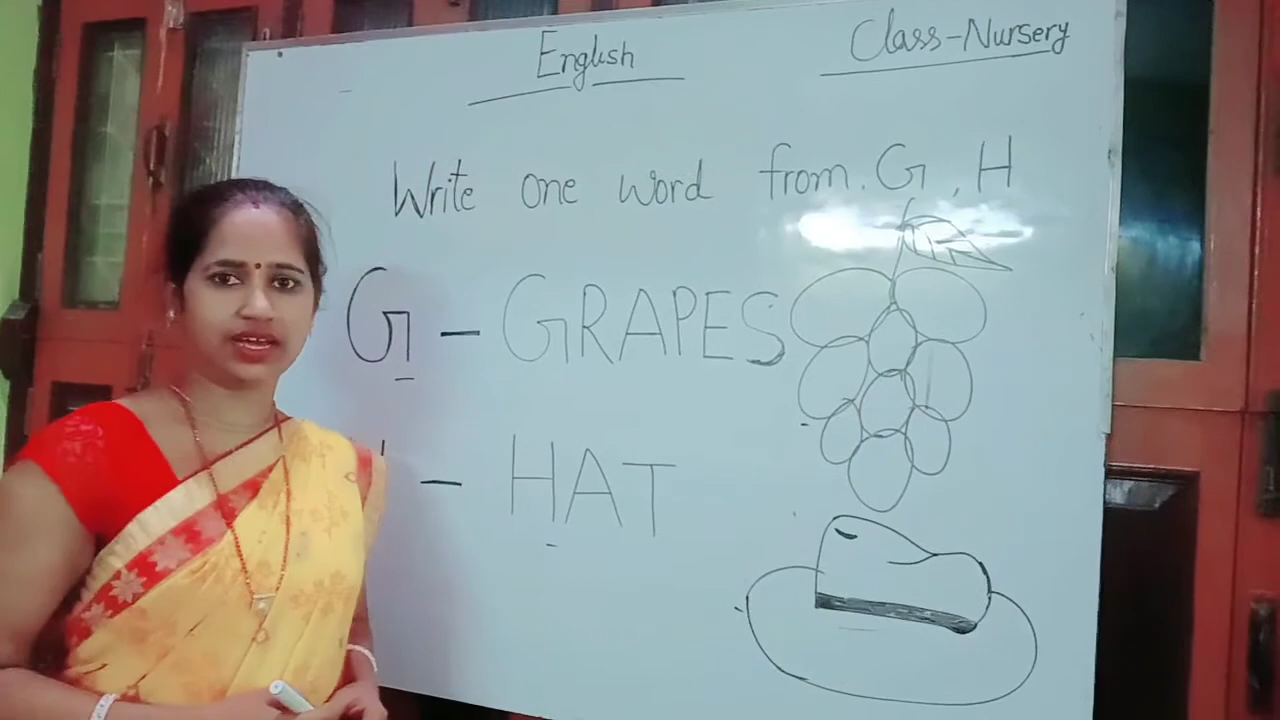 English
Class-Nursery
Write one word from. G, H
G - GRAPES
- HAT